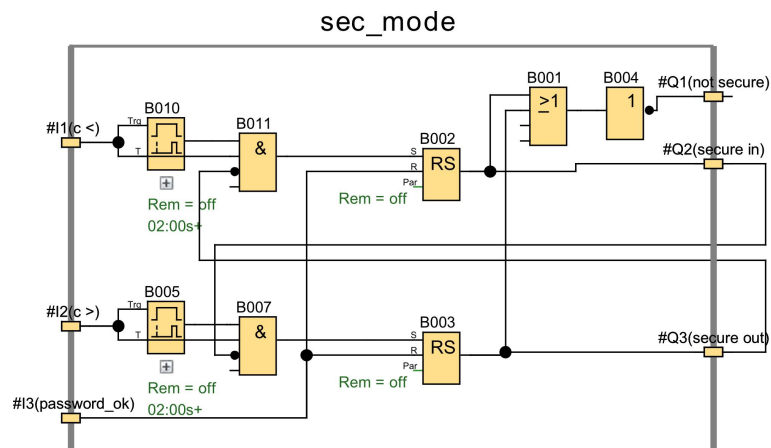 sec_mode
B001
B004
#Q1(not secure)
>1
1
B010
#I1(c <)
Trg
T
B011
&
B002
S
R
Par
RS
#Q2(secure in)
+
Rem = off
02:00s+
Rem = off
B005
#I2(c >)
Trg
T
B007
&
B003
S
R
Par
RS
#Q3(secure out)
+
Rem = off
02:00s+
Rem = off
#I3(password_ok)